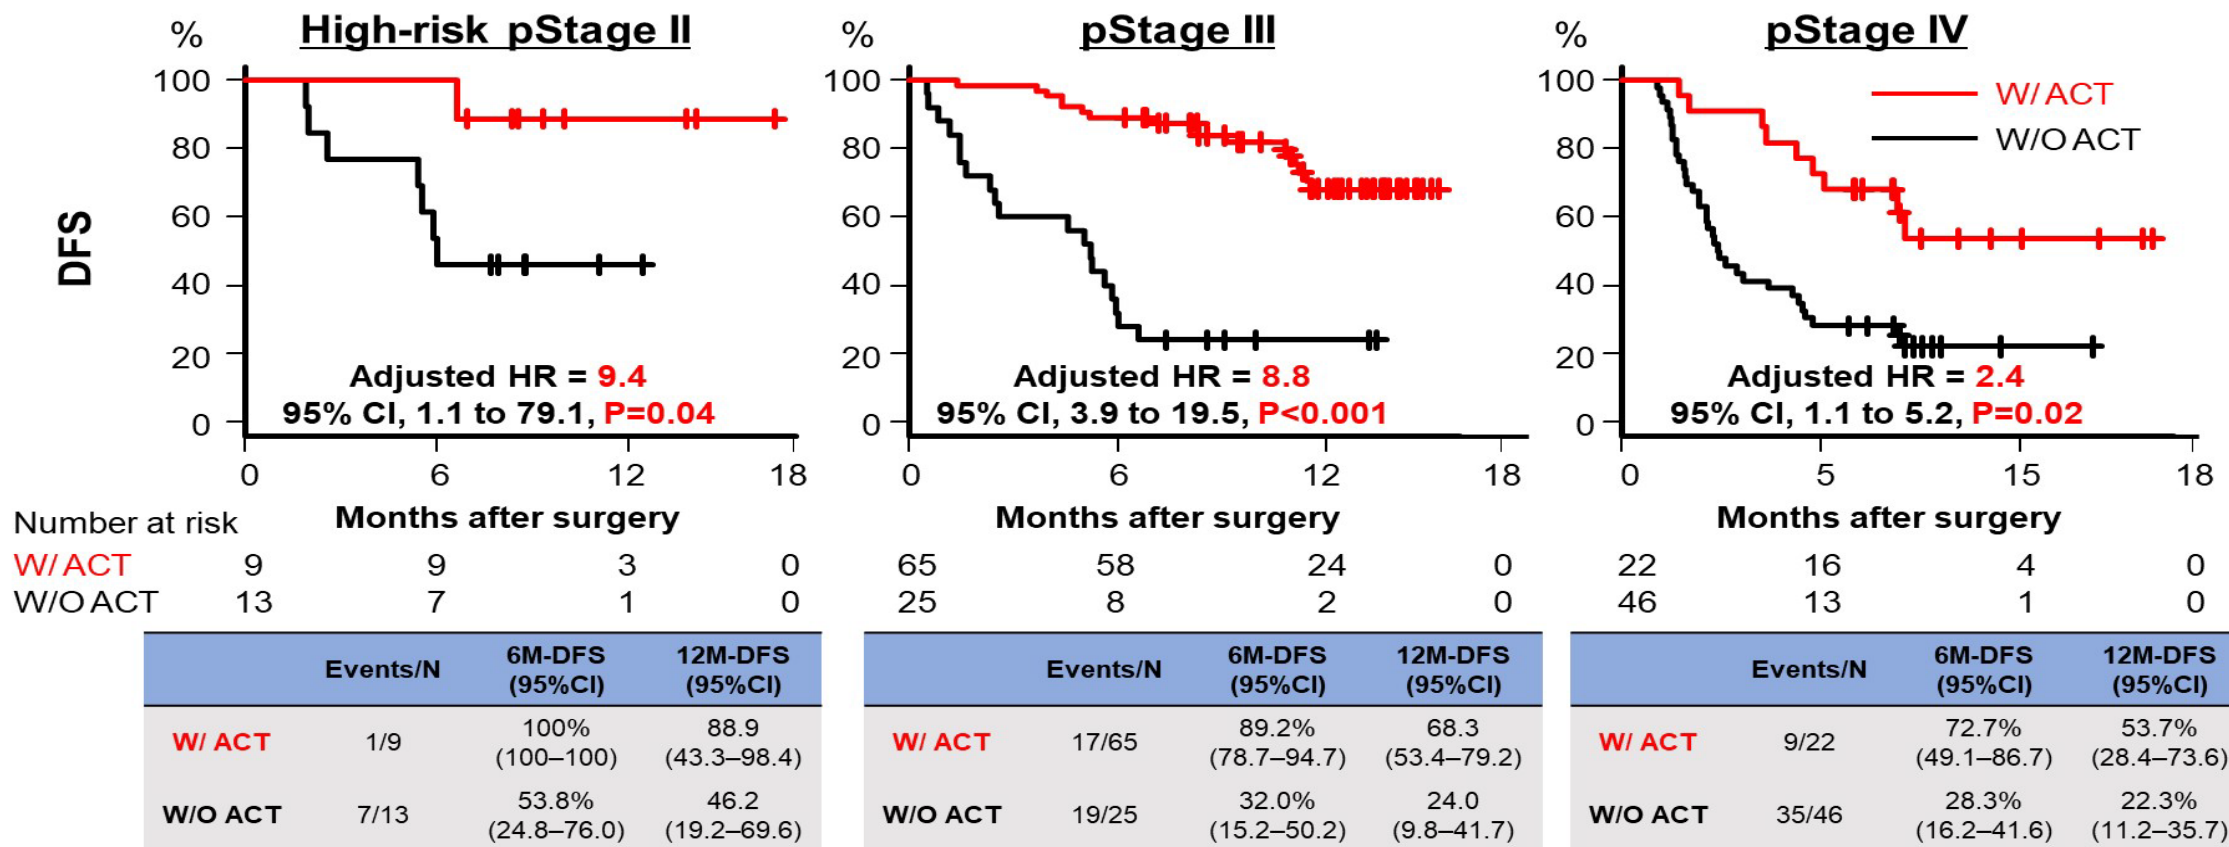 High-risk pStage II
pStage III
pStage IV
%
%
%
100
80
60
40
20
0
100
80
60
40
20
0
100
80
60
40
20
0
DFS
W/ ACT
W/O ACT
Adjusted HR = 9.4
95% CI, 1.1 to 79.1, P=0.04
Adjusted HR = 8.8
95% CI, 3.9 to 19.5, P<0.001
Adjusted HR = 2.4
95% CI, 1.1 to 5.2, P=0.02
0 6 12 18
0 6 12 18
0 5 15 18
Months after surgery
Months after surgery
Months after surgery
Number at risk
W/ ACT 9 9 3 0 65 58 24 0 22 16 4 0
W/O ACT 13 7 1 0 25 8 2 0 46 13 1 0
Events/N 6M-DFS (95%CI) 12M-DFS (95%CI)
W/ ACT 1/9 100% (100–100) 88.9 (43.3–98.4)
W/O ACT 7/13 53.8% (24.8–76.0) 46.2 (19.2–69.6)
Events/N 6M-DFS (95%CI) 12M-DFS (95%CI)
W/ ACT 17/65 89.2% (78.7–94.7) 68.3 (53.4–79.2)
W/O ACT 19/25 32.0% (15.2–50.2) 24.0 (9.8–41.7)
Events/N 6M-DFS (95%CI) 12M-DFS (95%CI)
W/ ACT 9/22 72.7% (49.1–86.7) 53.7% (28.4–73.6)
W/O ACT 35/46 28.3% (16.2–41.6) 22.3% (11.2–35.7)